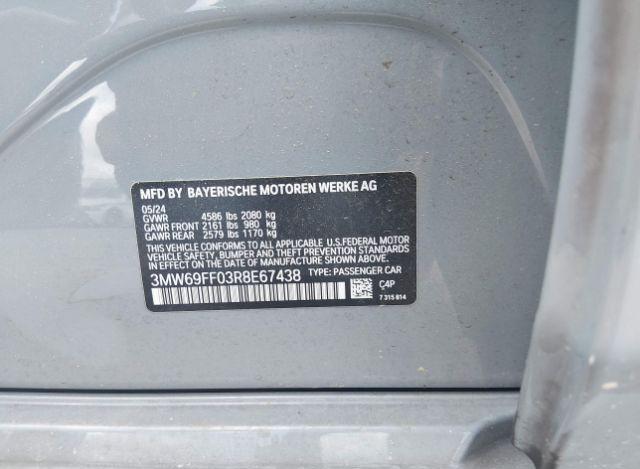 MFD BY BAYERISCHE MOTOREN WERKE AG
05/24
GVWR 4586 lbs 2080 kg
GAWR FRONT 2161 lbs 980 kg
GAWR REAR 2579 lbs 1170 kg
THIS VEHICLE CONFORMS TO ALL APPLICABLE U.S.FEDERAL MOTOR
VEHICLE SAFETY, BUMPER AND THEFT PREVENTION STANDARDS
IN EFFECT ON THE DATE OF MANUFACTURE SHOWN ABOVE.
3MW69FF03R8E67438 TYPE: PASSENGER CAR
C4P
7 315 614